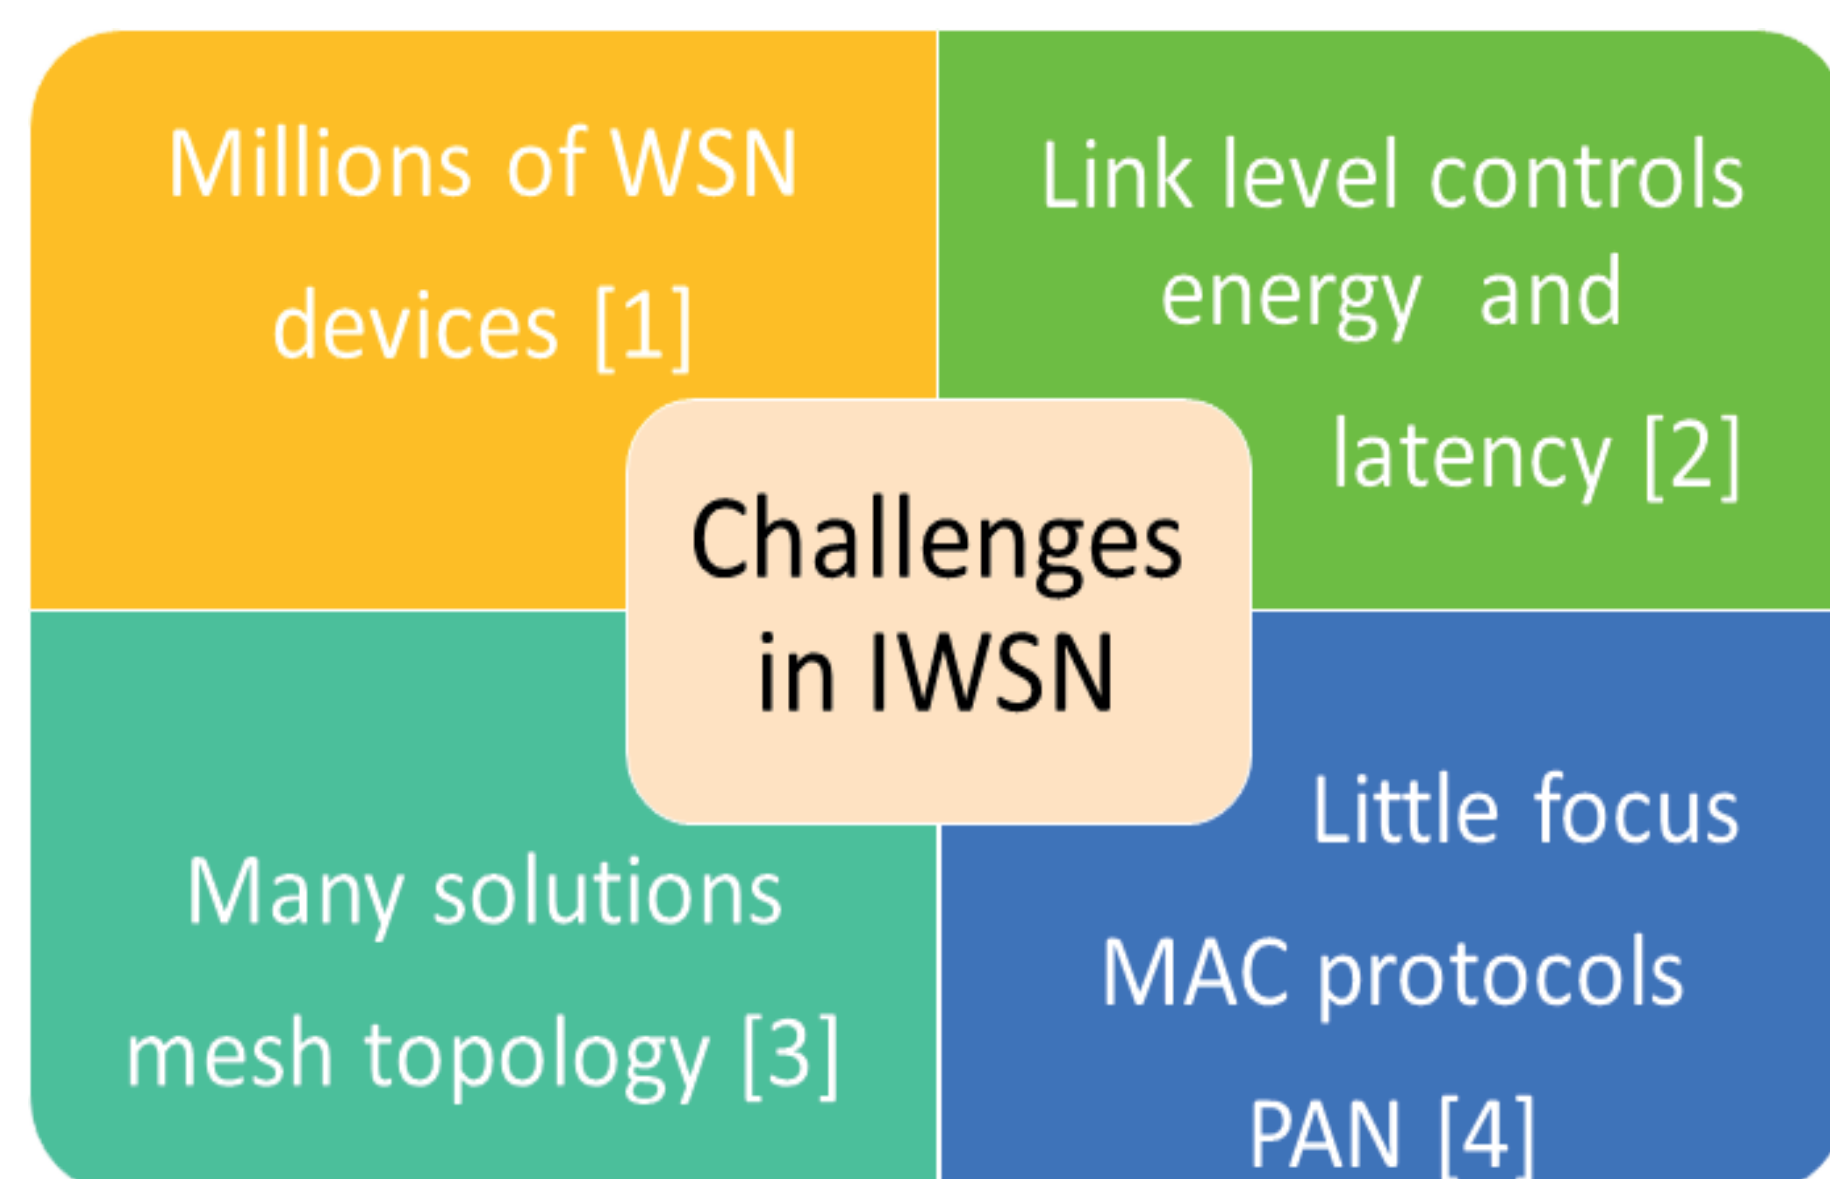 Millions of WSN
devices [1]
Link level controls
energy and
latency [2]
Challenges
in IWSN
Many solutions
mesh topology [3]
Little focus
MAC protocols
PAN [4]